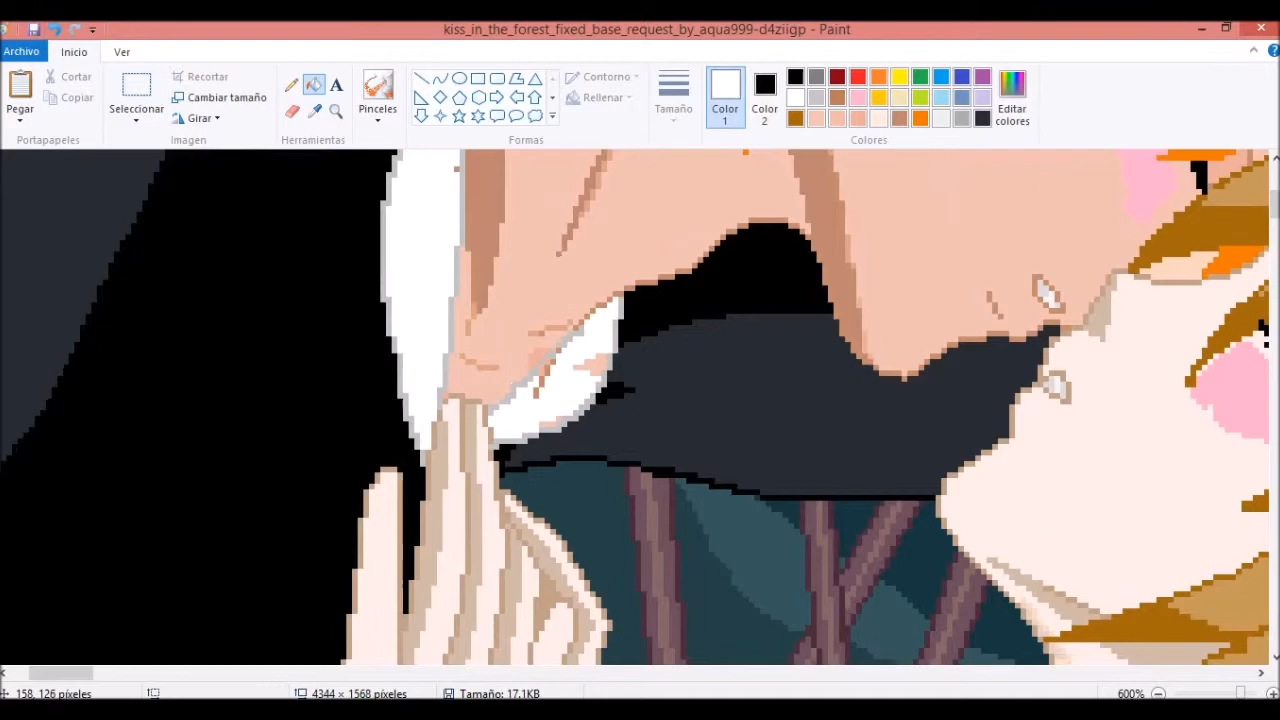 kiss_in_the_forest_fixed_base_request_by_aqua999-d4ziigp - Paint
Archivo Inicio Ver
Pegar
Cortar
Copiar
Portapapeles
Seleccionar
Recortar
Cambiar tamaño
Girar
Imagen
A
Herramientas
Pinceles
Contorno
Rellenar
Formas
Tamaño
Color 1
Color 2
Editar colores
Colores
158, 126 píxeles
4344 × 1568 píxeles
Tamaño: 17,1KB
600%